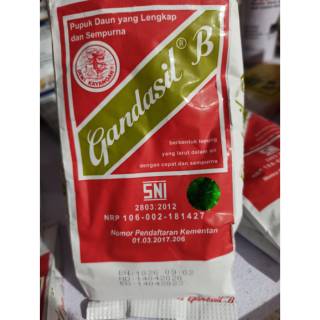 Pupuk Daun yang Lengkap
dan Sempurna
Gandasil® B
berbentuk tepung
yang larut dalam air
dengan cepat dan sempurna
SNI
2803:2012
NRP 106-002-181427
Nomor Pendaftaran Kementan
01.03.2017.206
Gandasil B